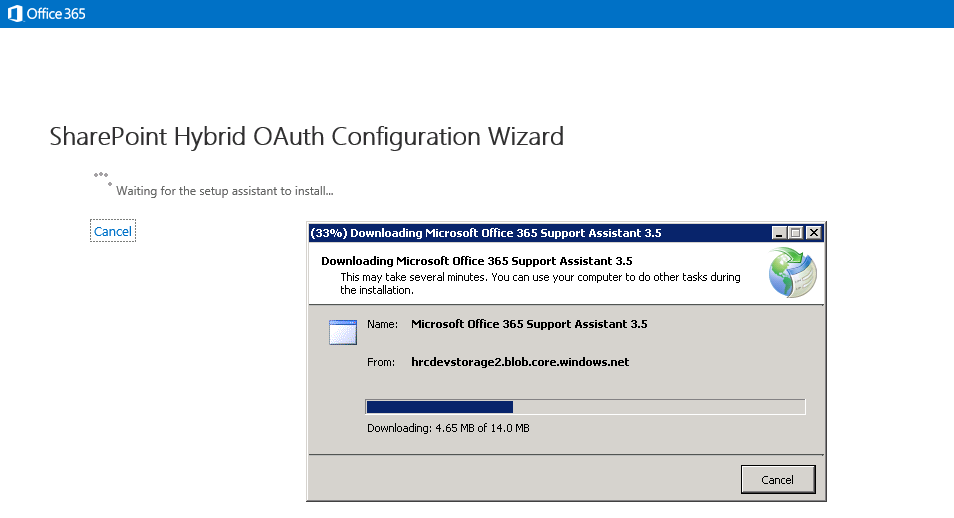 Office 365
SharePoint Hybrid OAuth Configuration Wizard
Waiting for the setup assistant to install...
Cancel
(33%) Downloading Microsoft Office 365 Support Assistant 3.5
Downloading Microsoft Office 365 Support Assistant 3.5
This may take several minutes. You can use your computer to do other tasks during
the installation.
Name: Microsoft Office 365 Support Assistant 3.5
From: hrcdevstorage2.blob.core.windows.net
Downloading: 4.65 MB of 14.0 MB
Cancel